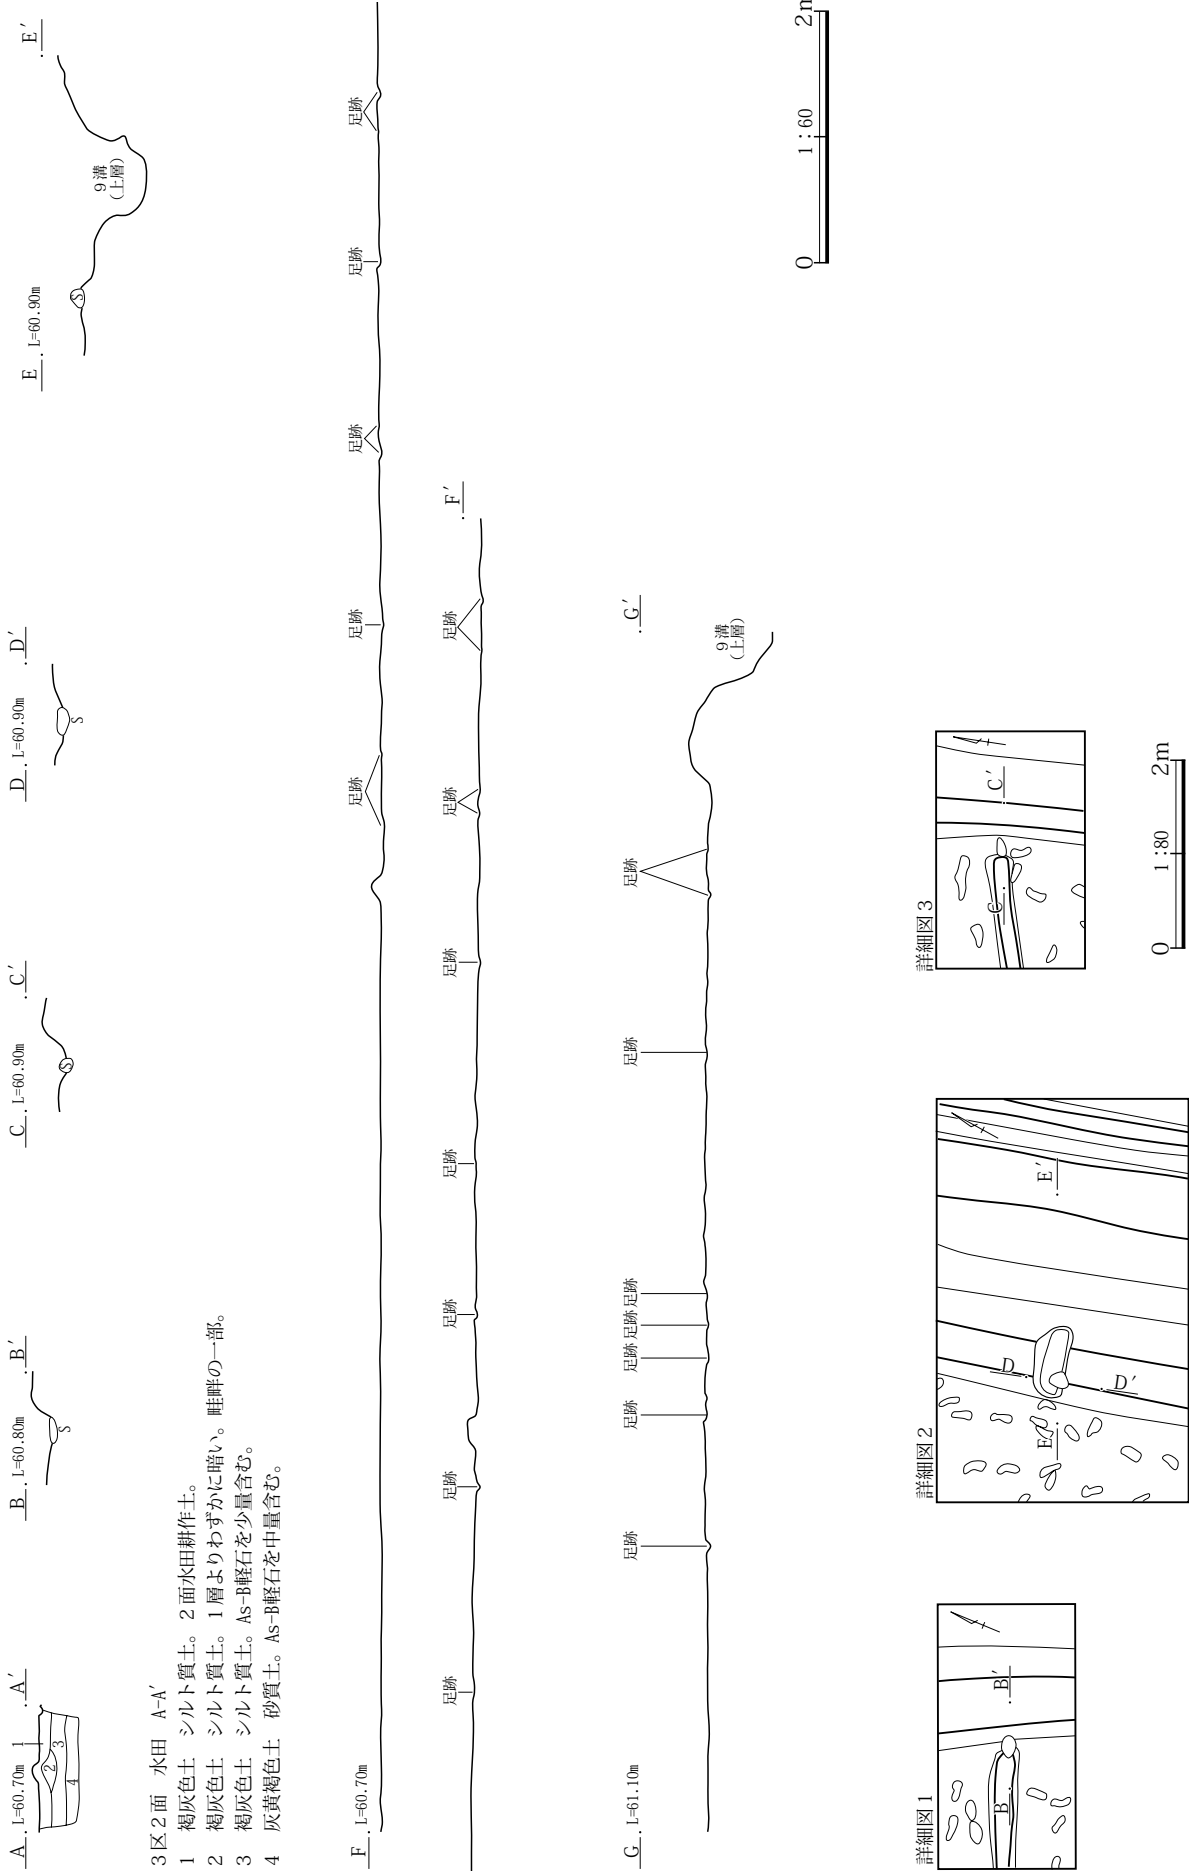 A L=60.70m A′
1
2
3
4
B L=60.80m B′
S
C L=60.90m C′
S
D L=60.90m D′
S
E L=60.90m E′
S
9溝
(上層)
3区2面 水田 A-A′
1 褐灰色土 シルト質土。2面水田耕作土。
2 褐灰色土 シルト質土。1層よりわずかに暗い。畦畔の一部。
3 褐灰色土 シルト質土。As-B軽石を少量含む。
4 灰黄褐色土 砂質土。As-B軽石を中量含む。
F L=60.70m
足跡
足跡
足跡
足跡
足跡
F′
足跡
足跡
足跡
足跡
足跡
足跡
足跡
G L=61.10m G′
足跡
足跡
足跡
足跡
足跡
足跡
足跡
9溝
(上層)
0 1:60 2m
詳細図1
B B′
詳細図2
D D′
E E′
詳細図3
C C′
0 1:80 2m